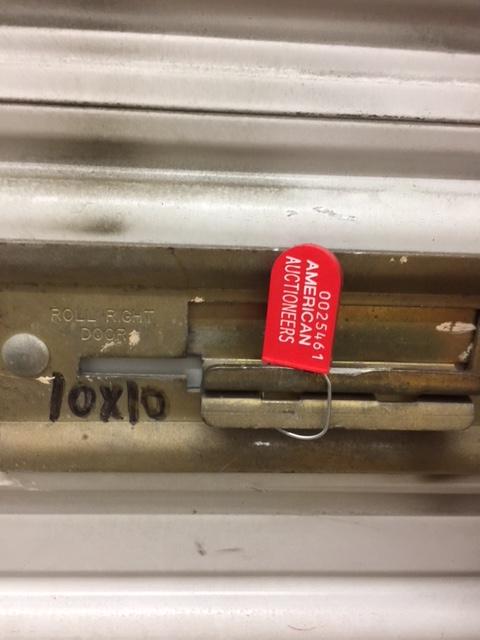 ROLL RIGHT
DOOR
10X10
0025461
AMERICAN
AUCTIONEERS